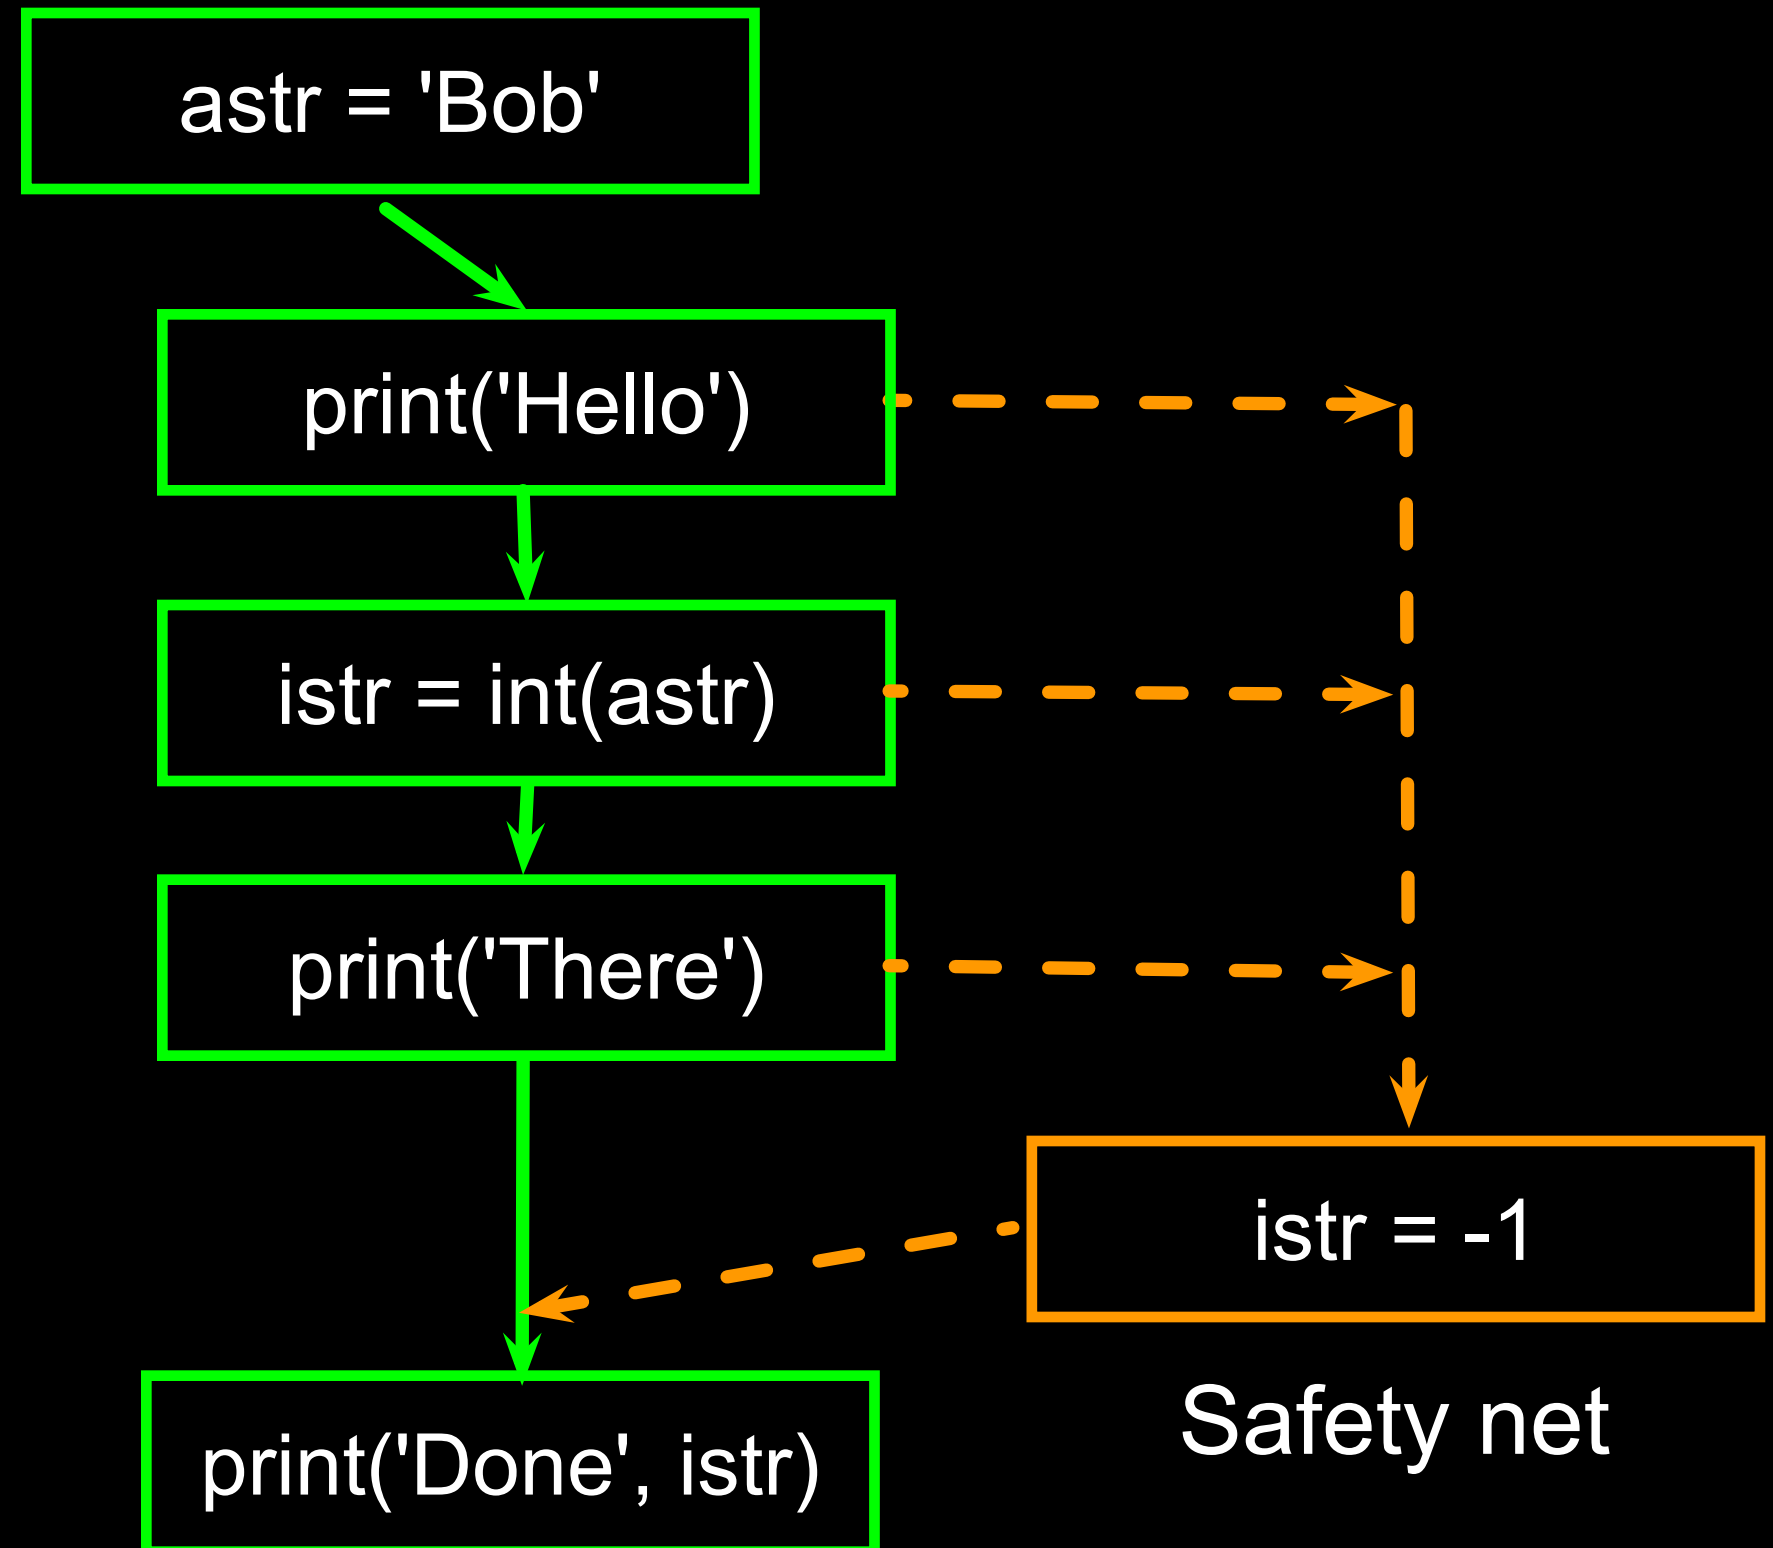 astr = 'Bob'
print('Hello')
istr = int(astr)
print('There')
istr = -1
Safety net
print('Done', istr)